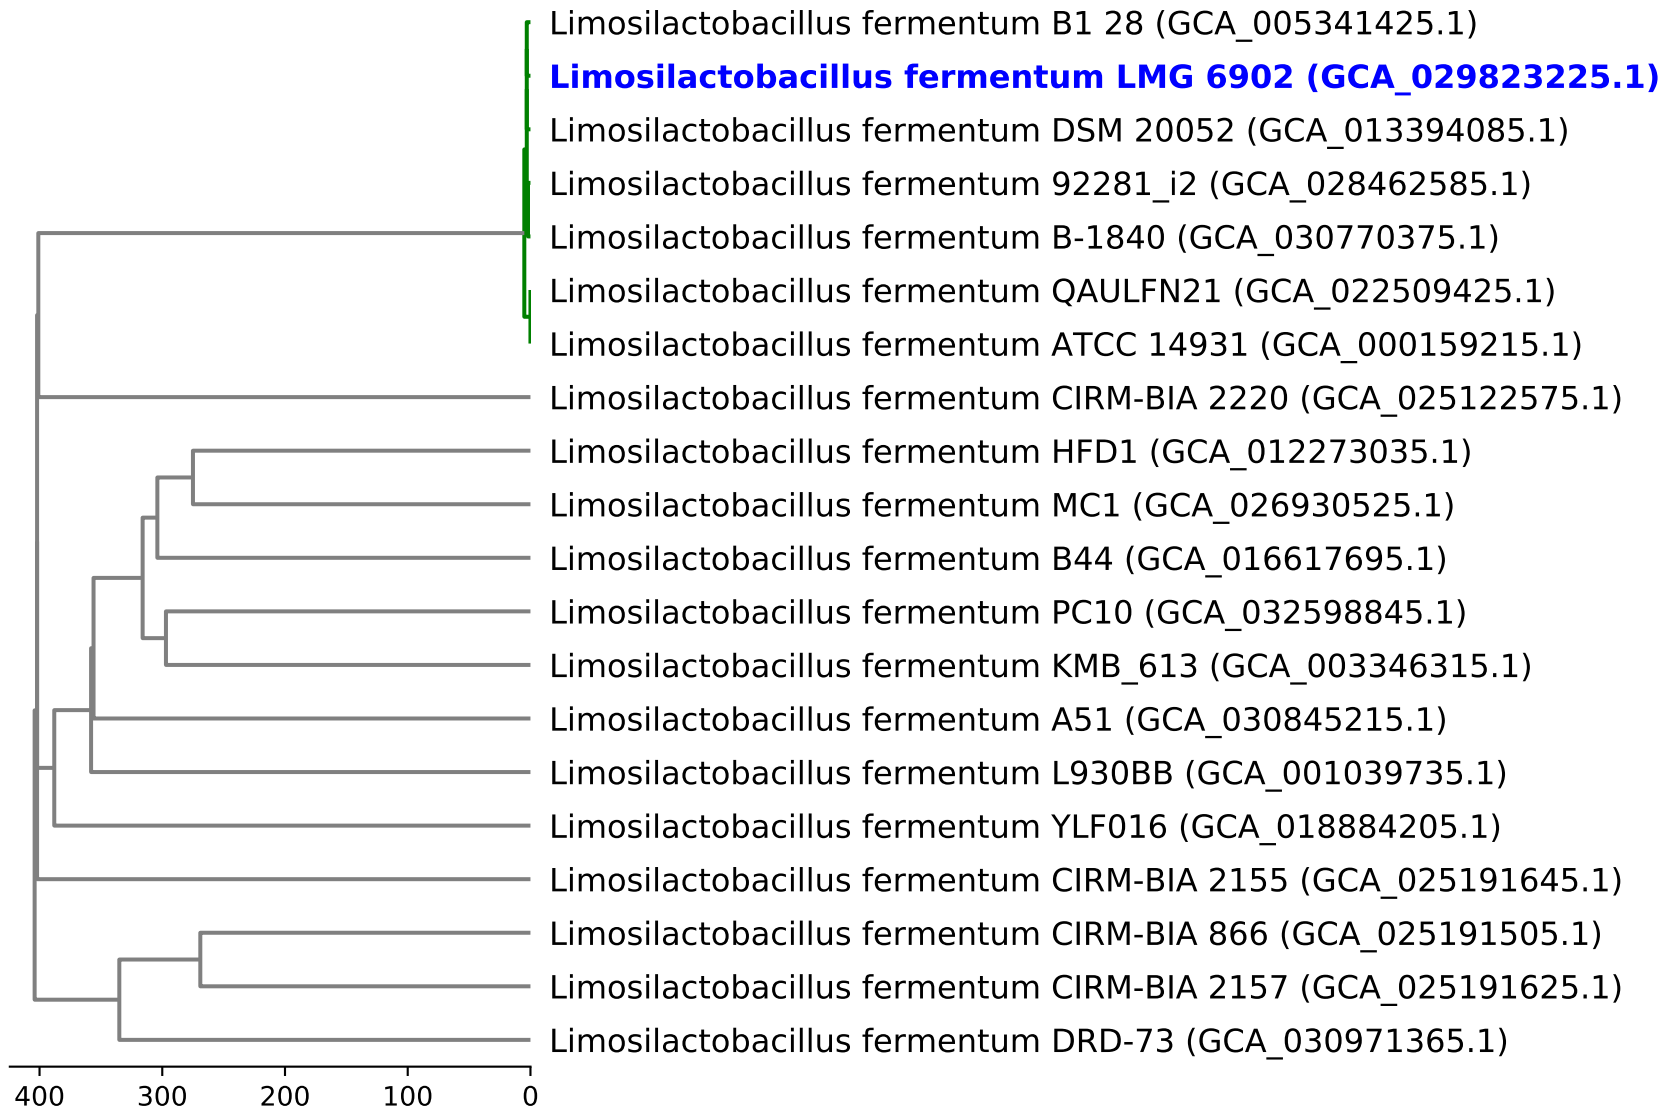 Limosilactobacillus fermentum B1 28 (GCA_005341425.1)
Limosilactobacillus fermentum LMG 6902 (GCA_029823225.1)
Limosilactobacillus fermentum DSM 20052 (GCA_013394085.1)
Limosilactobacillus fermentum 92281_i2 (GCA_028462585.1)
Limosilactobacillus fermentum B-1840 (GCA_030770375.1)
Limosilactobacillus fermentum QAULFN21 (GCA_022509425.1)
Limosilactobacillus fermentum ATCC 14931 (GCA_000159215.1)
Limosilactobacillus fermentum CIRM-BIA 2220 (GCA_025122575.1)
Limosilactobacillus fermentum HFD1 (GCA_012273035.1)
Limosilactobacillus fermentum MC1 (GCA_026930525.1)
Limosilactobacillus fermentum B44 (GCA_016617695.1)
Limosilactobacillus fermentum PC10 (GCA_032598845.1)
Limosilactobacillus fermentum KMB_613 (GCA_003346315.1)
Limosilactobacillus fermentum A51 (GCA_030845215.1)
Limosilactobacillus fermentum L930BB (GCA_001039735.1)
Limosilactobacillus fermentum YLF016 (GCA_018884205.1)
Limosilactobacillus fermentum CIRM-BIA 2155 (GCA_025191645.1)
Limosilactobacillus fermentum CIRM-BIA 866 (GCA_025191505.1)
Limosilactobacillus fermentum CIRM-BIA 2157 (GCA_025191625.1)
Limosilactobacillus fermentum DRD-73 (GCA_030971365.1)
400 300 200 100 0